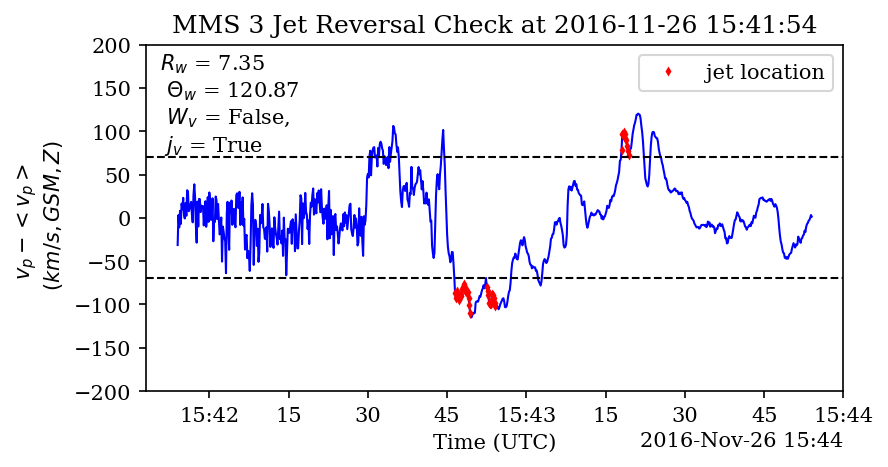 MMS 3 Jet Reversal Check at 2016-11-26 15:41:54
R_w = 7.35
Θ_w = 120.87
W_v = False,
j_v = True
jet location
v_p − < v_p >
(km/s, GSM, Z)
200
150
100
50
0
−50
−100
−150
−200
15:42 15 30 45 15:43 15 30 45 15:44
Time (UTC)
2016-Nov-26 15:44